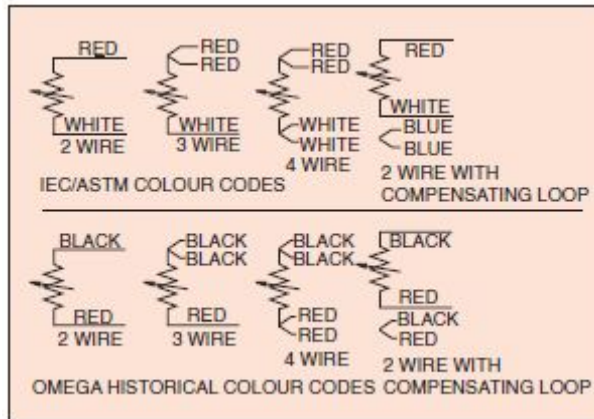 RED
WHITE
2 WIRE
RED
RED
WHITE
3 WIRE
RED
RED
WHITE
WHITE
4 WIRE
RED
WHITE
BLUE
BLUE
2 WIRE WITH
COMPENSATING LOOP
IEC/ASTM COLOUR CODES
BLACK
RED
2 WIRE
BLACK
BLACK
RED
3 WIRE
BLACK
BLACK
RED
RED
4 WIRE
BLACK
RED
BLACK
RED
2 WIRE WITH
COMPENSATING LOOP
OMEGA HISTORICAL COLOUR CODES